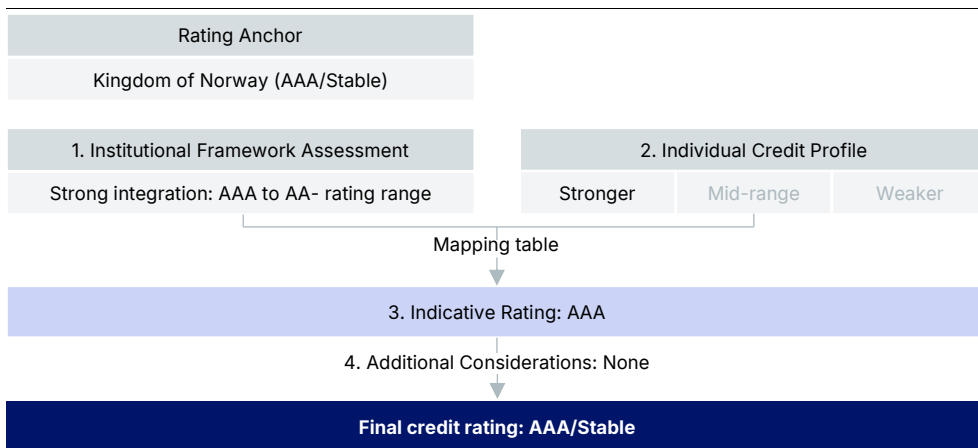 Rating Anchor
Kingdom of Norway (AAA/Stable)
1. Institutional Framework Assessment
Strong integration: AAA to AA- rating range
2. Individual Credit Profile
Stronger
Mid-range
Weaker
Mapping table
3. Indicative Rating: AAA
4. Additional Considerations: None
Final credit rating: AAA/Stable